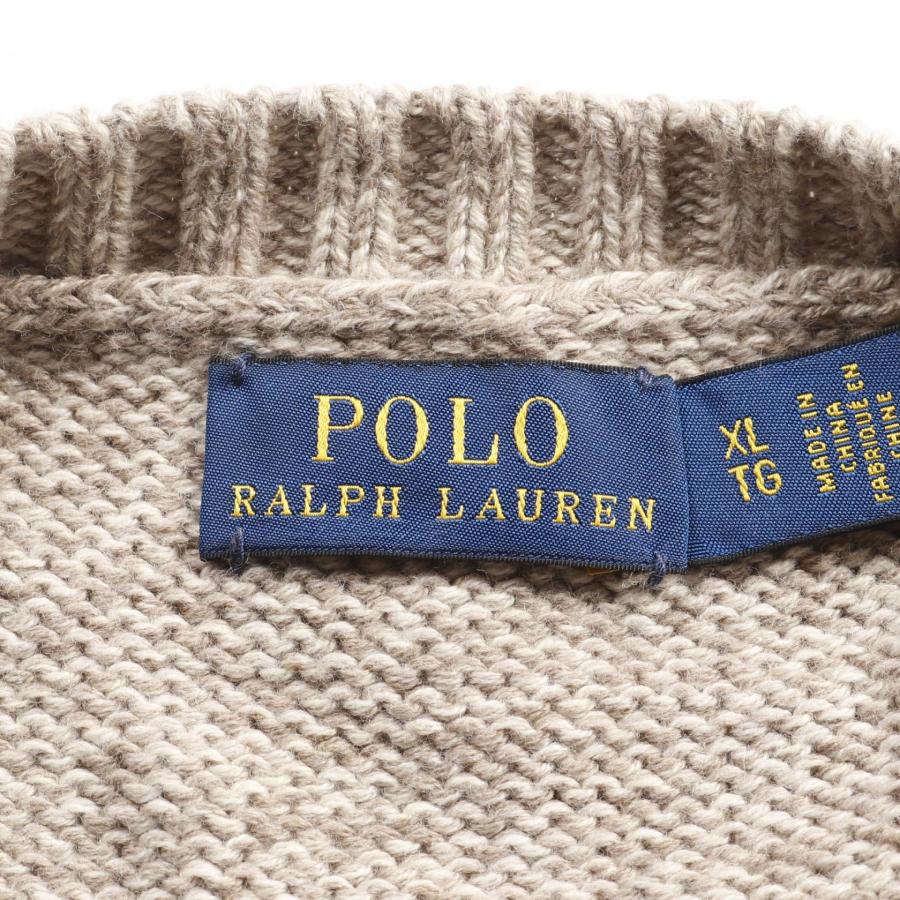 POLO
RALPH LAUREN
XL
TG
MADE IN
CHINA
FABRIQUÉ EN
CHINE